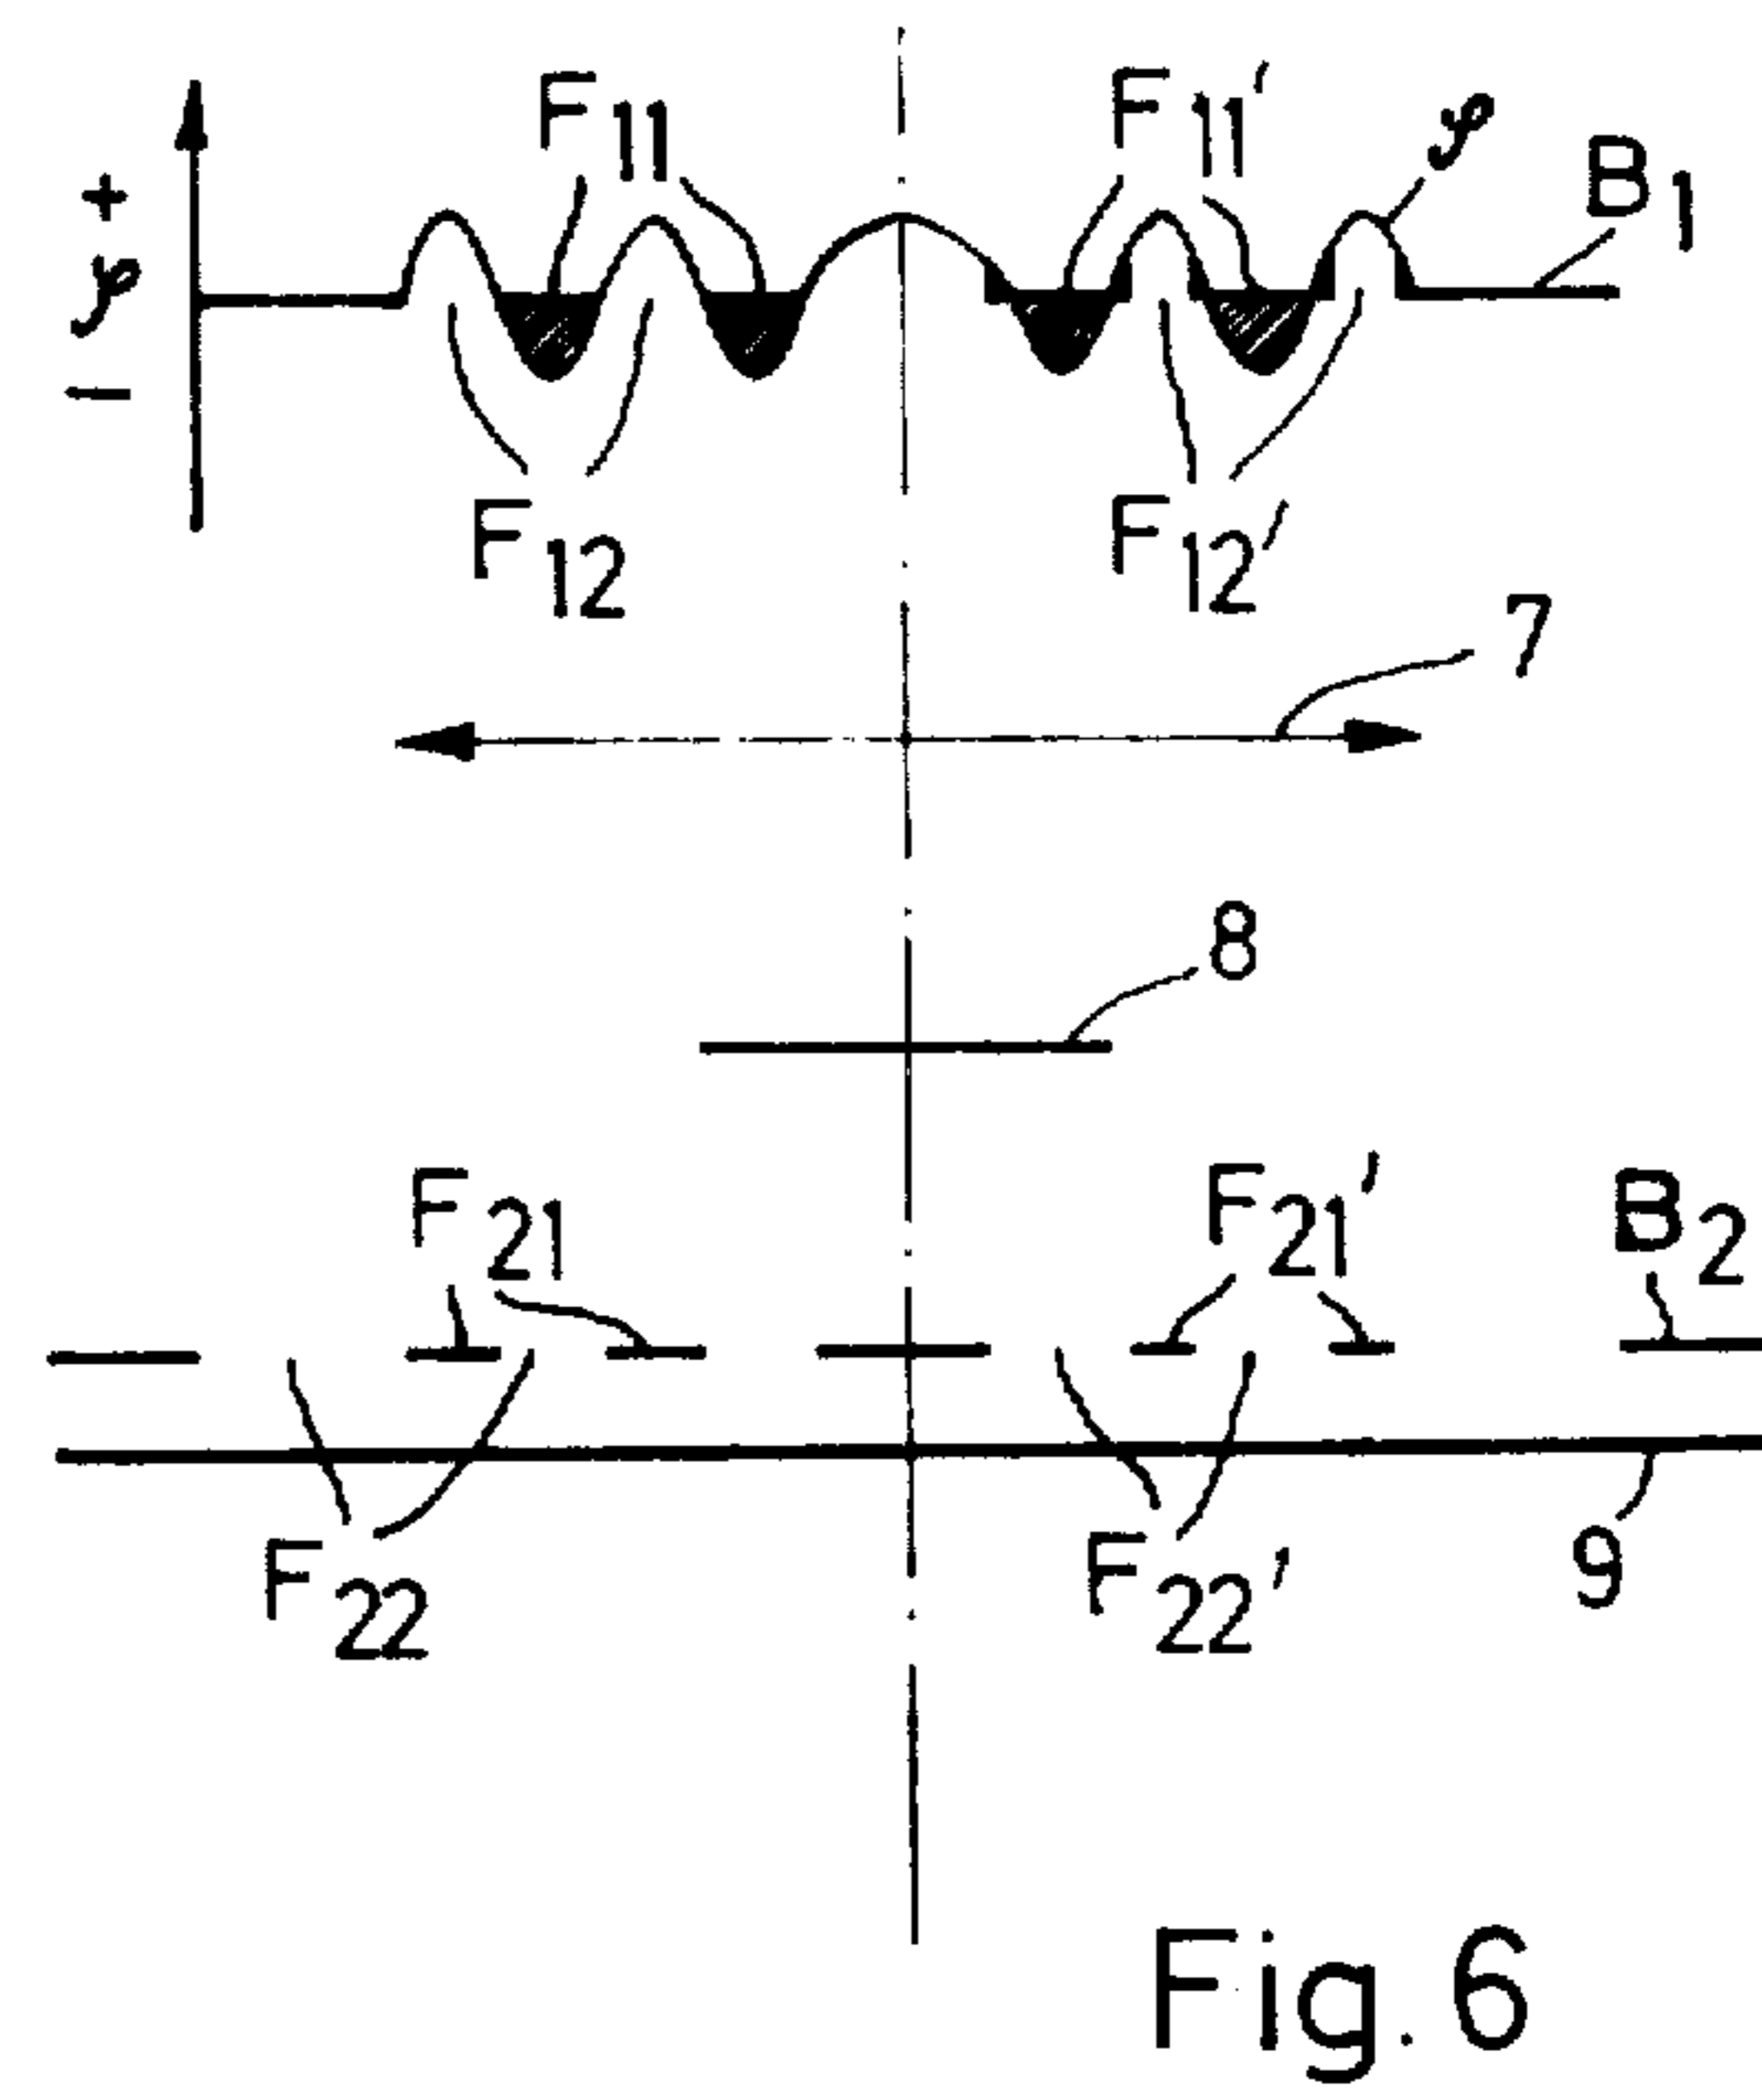 F11 F11′ φ B1
+
φ
−
F12 F12′
7
8
F21 F21′ B2
F22 F22′ 9
Fig. 6